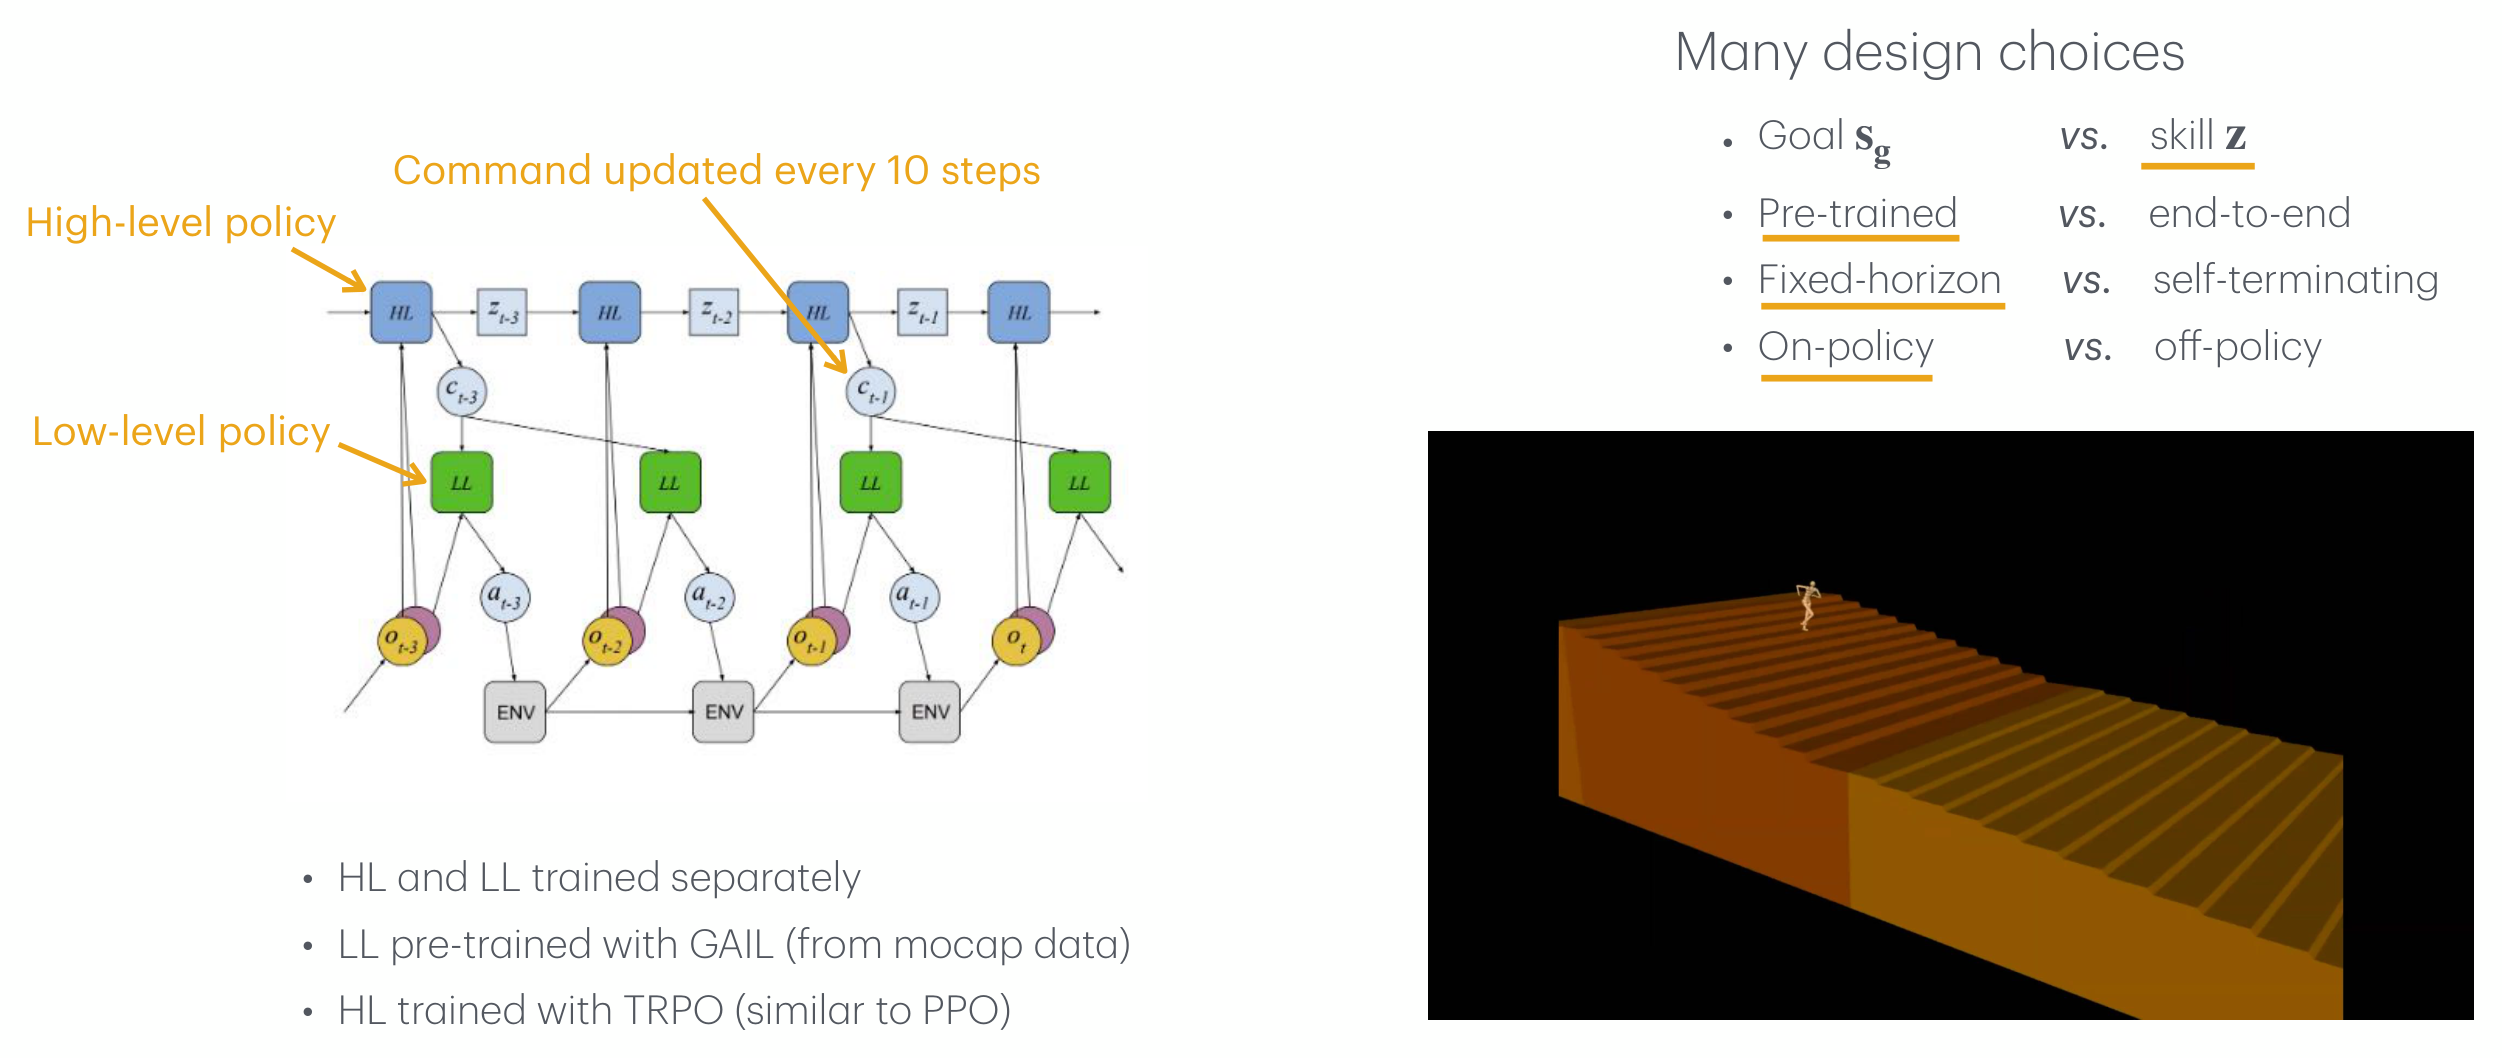 Many design choices
• Goal s_g vs. skill z
• Pre-trained vs. end-to-end
• Fixed-horizon vs. self-terminating
• On-policy vs. off-policy
Command updated every 10 steps
High-level policy
HL z_t-3 HL z_t-2 HL z_t-1 HL
c_t-3 c_t-1
Low-level policy
LL LL LL LL
a_t-3 a_t-2 a_t-1
o_t-3 o_t-2 o_t-1 o_t
ENV ENV ENV
• HL and LL trained separately
• LL pre-trained with GAIL (from mocap data)
• HL trained with TRPO (similar to PPO)